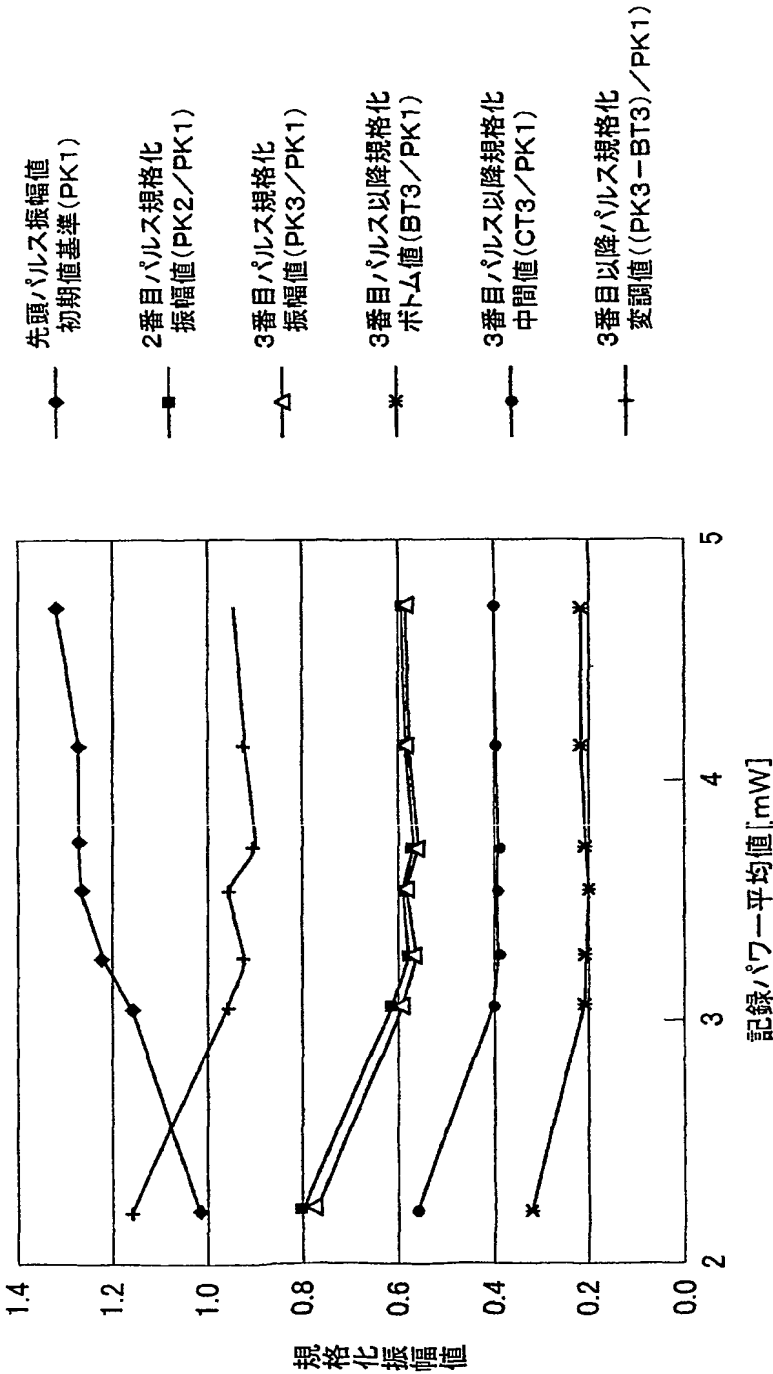 規格化振幅値
1.4
1.2
1.0
0.8
0.6
0.4
0.2
0.0
2
3
4
5
記録パワー平均値[mW]
先頭パルス振幅値
初期値基準(PK1)
2番目パルス規格化
振幅値(PK2/PK1)
3番目パルス規格化
振幅値(PK3/PK1)
3番目パルス以降規格化
ボトム値(BT3/PK1)
3番目パルス以降規格化
中間値(CT3/PK1)
3番目以降パルス規格化
変調値((PK3-BT3)/PK1)